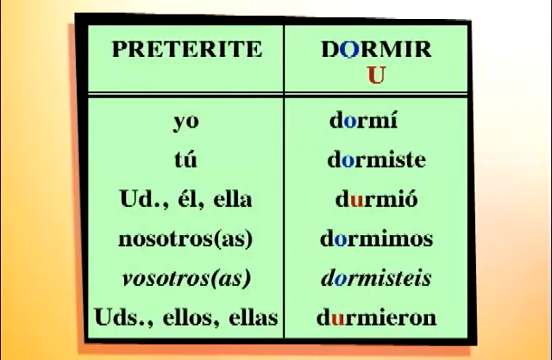 PRETERITE DORMIR
U
yo dormí
tú dormiste
Ud., él, ella durmió
nosotros(as) dormimos
vosotros(as) dormisteis
Uds., ellos, ellas durmieron